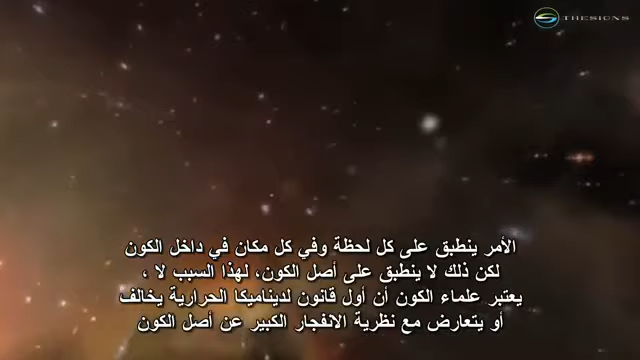 THESIGNS
الأمر ينطبق على كل لحظة وفي كل مكان في داخل الكون
لكن ذلك لا ينطبق على أصل الكون، لهذا السبب لا ،
يعتبر علماء الكون أن أول قانون لديناميكا الحرارية يخالف
أو يتعارض مع نظرية الانفجار الكبير عن أصل الكون